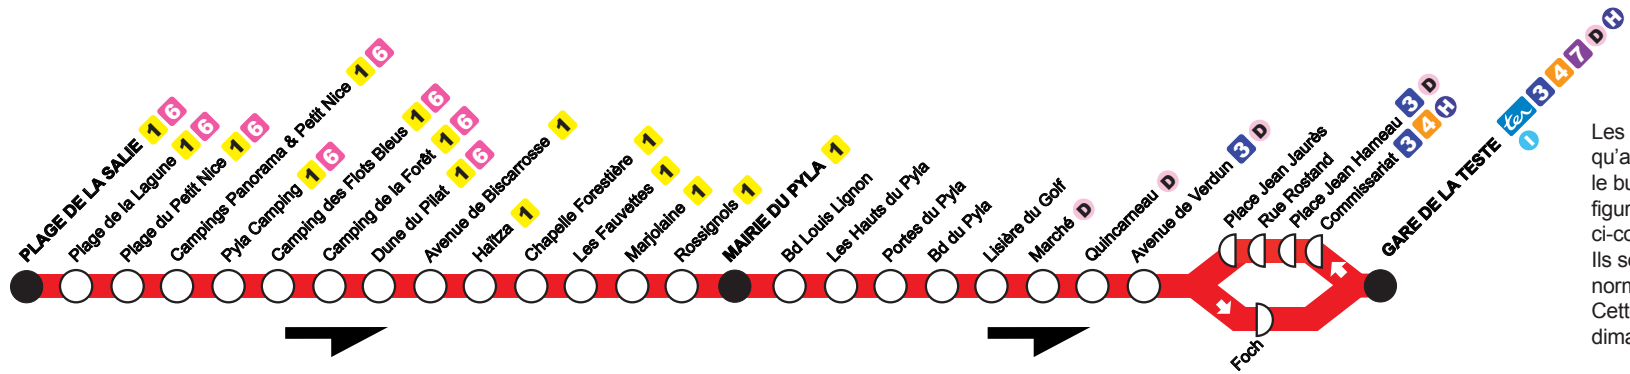 PLAGE DE LA SALIE 1 6
Plage de la Lagune 1 6
Plage du Petit Nice 1 6
Campings Panorama & Petit Nice 1 6
Pyla Camping 1 6
Camping des Flots Bleus 1 6
Camping de la Forêt 1 6
Dune du Pilat 1 6
Avenue de Biscarrosse 1
Haïtza 1
Chapelle Forestière 1
Les Fauvettes 1
Marjolaine 1
Rossignols 1
MAIRIE DU PYLA 1
Bd Louis Lignon
Les Hauts du Pyla
Portes du Pyla
Bd du Pyla
Lisière du Golf
Marché D
Quincarneau D
Avenue de Verdun 3 D
Place Jean Jaurès
Rue Rostand
Place Jean Hameau 3 D
Commissariat 3 4 H
Foch
GARE DE LA TESTE ter 3 4 7 D H
I
Les
qu'a
le bu
figur
ci-co
Ils se
norm
Cett
dima